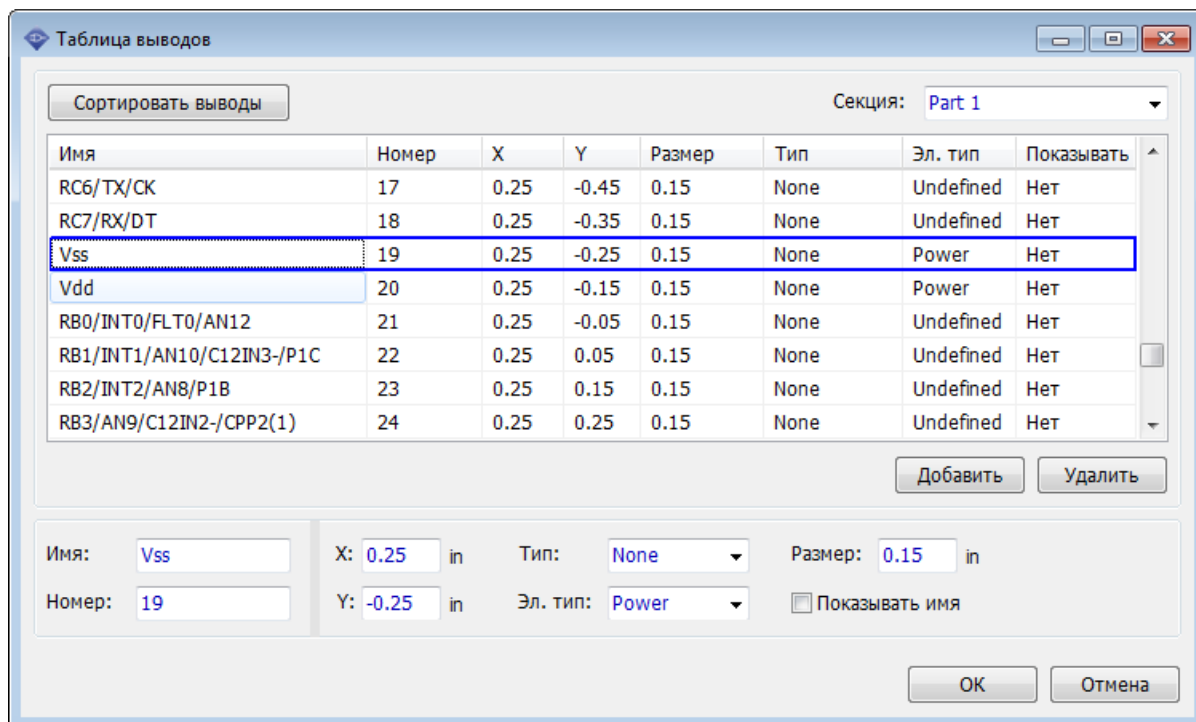 Таблица выводов
Сортировать выводы Секция: Part 1
Имя Номер X Y Размер Тип Эл. тип Показывать
RC6/TX/CK 17 0.25 -0.45 0.15 None Undefined Нет
RC7/RX/DT 18 0.25 -0.35 0.15 None Undefined Нет
Vss 19 0.25 -0.25 0.15 None Power Нет
Vdd 20 0.25 -0.15 0.15 None Power Нет
RB0/INT0/FLT0/AN12 21 0.25 -0.05 0.15 None Undefined Нет
RB1/INT1/AN10/C12IN3-/P1C 22 0.25 0.05 0.15 None Undefined Нет
RB2/INT2/AN8/P1B 23 0.25 0.15 0.15 None Undefined Нет
RB3/AN9/C12IN2-/CPP2(1) 24 0.25 0.25 0.15 None Undefined Нет
Добавить Удалить
Имя: Vss X: 0.25 in Тип: None Размер: 0.15 in
Номер: 19 Y: -0.25 in Эл. тип: Power Показывать имя
OK Отмена